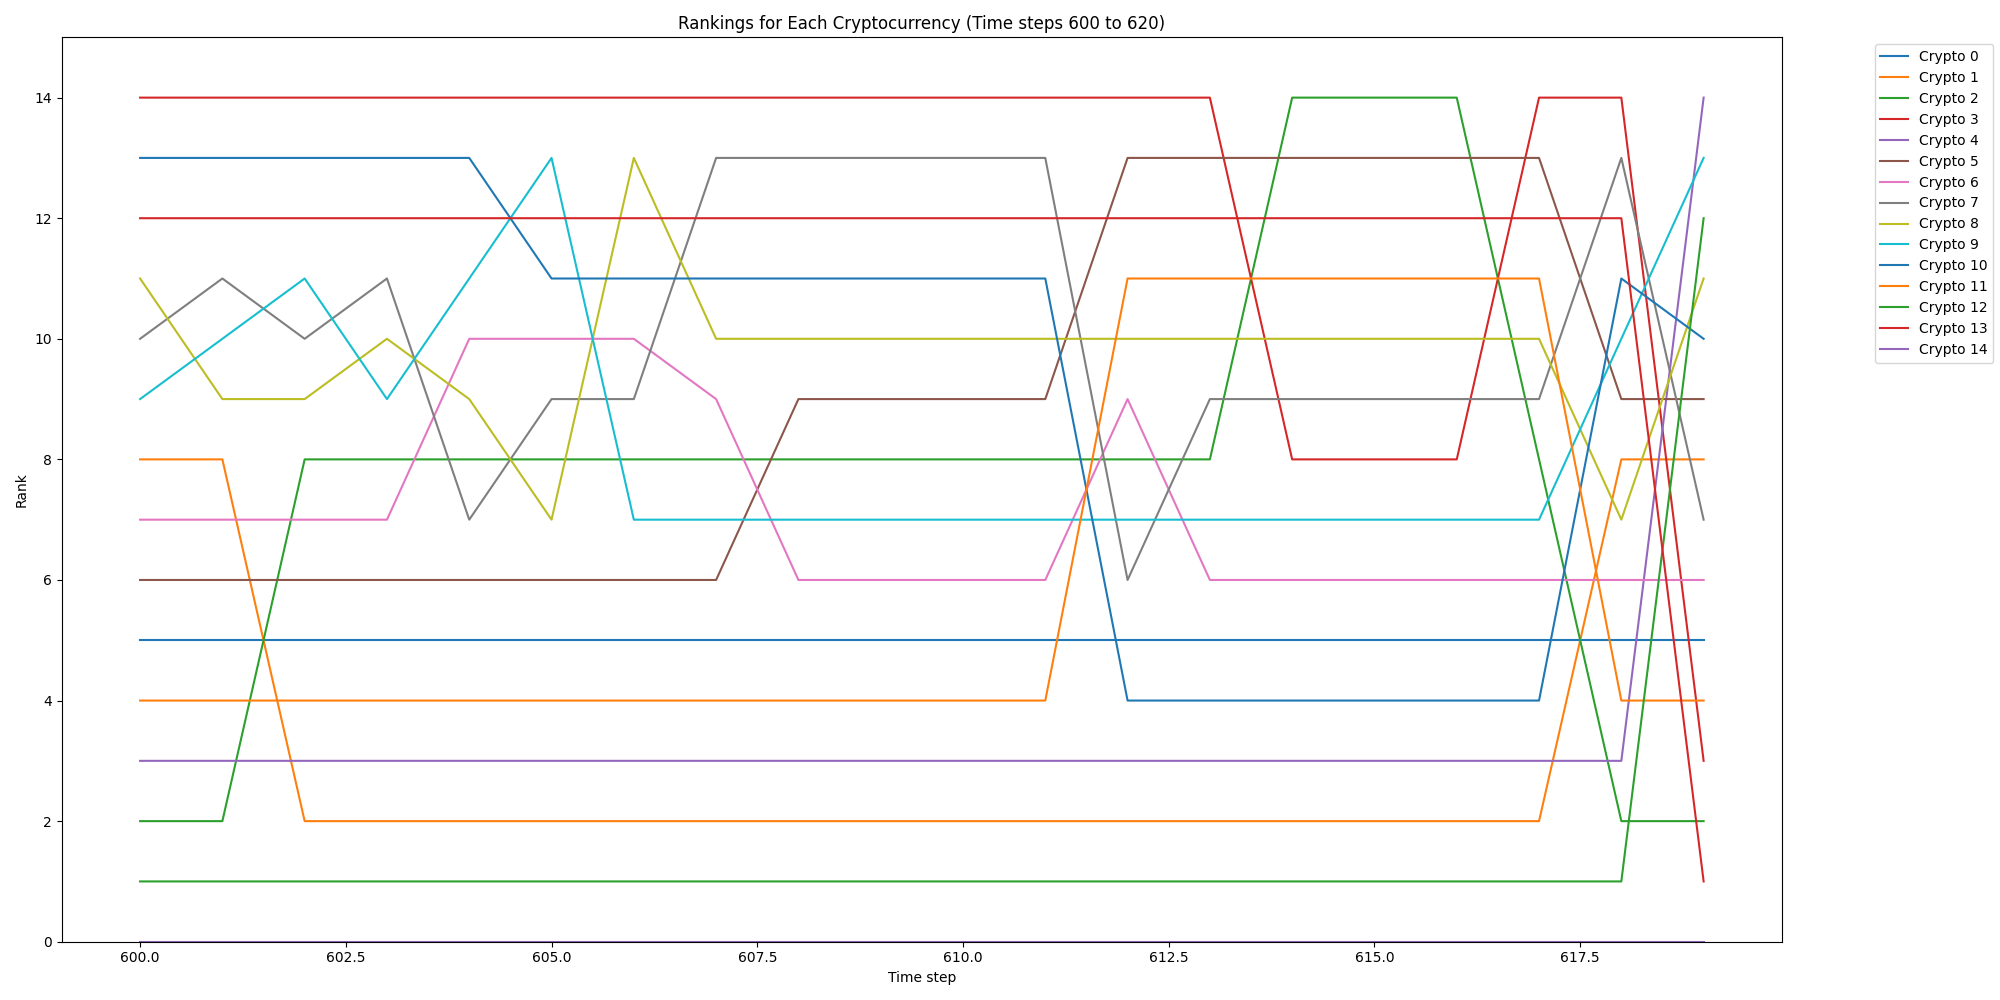 Rankings for Each Cryptocurrency (Time steps 600 to 620)
Rank
14
12
10
8
6
4
2
0
600.0 602.5 605.0 607.5 610.0 612.5 615.0 617.5
Time step
Crypto 0
Crypto 1
Crypto 2
Crypto 3
Crypto 4
Crypto 5
Crypto 6
Crypto 7
Crypto 8
Crypto 9
Crypto 10
Crypto 11
Crypto 12
Crypto 13
Crypto 14